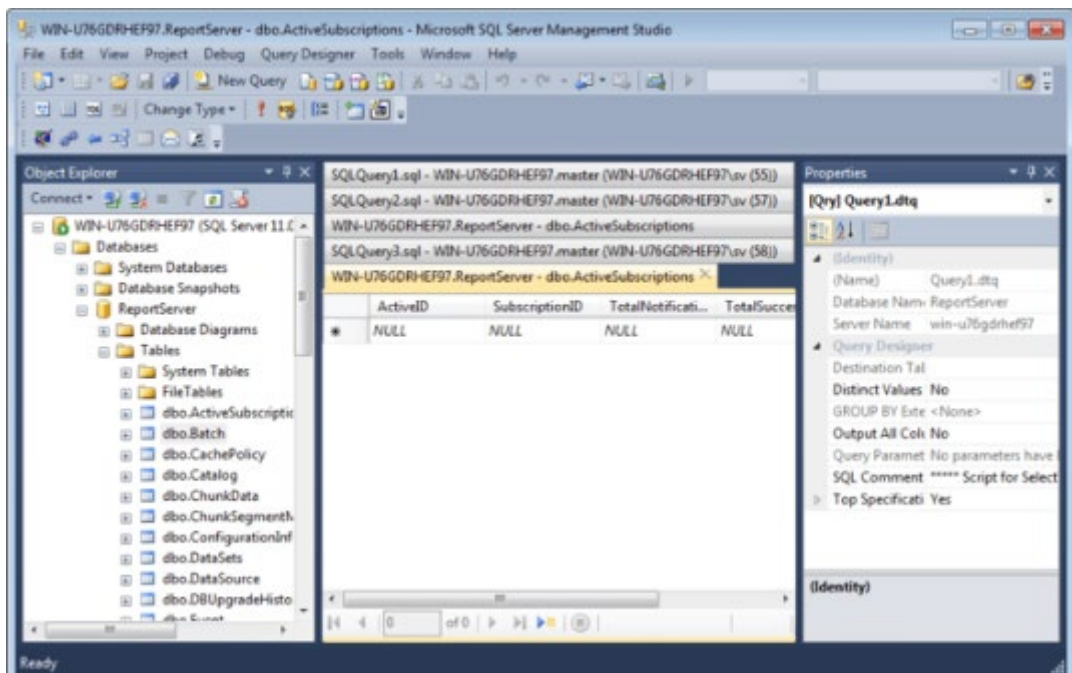 WIN-U76GDRHEF97.ReportServer - dbo.ActiveSubscriptions - Microsoft SQL Server Management Studio
File Edit View Project Debug Query Designer Tools Window Help
New Query
Change Type
Object Explorer
Connect
WIN-U76GDRHEF97 (SQL Server 11.0
Databases
System Databases
Database Snapshots
ReportServer
Database Diagrams
Tables
System Tables
FileTables
dbo.ActiveSubscriptic
dbo.Batch
dbo.CachePolicy
dbo.Catalog
dbo.ChunkData
dbo.ChunkSegmentM
dbo.ConfigurationInf
dbo.DataSets
dbo.DataSource
dbo.DBUpgradeHisto
dbo.Event
SQLQuery1.sql - WIN-U76GDRHEF97.master (WIN-U76GDRHEF97\sv (55))
SQLQuery2.sql - WIN-U76GDRHEF97.master (WIN-U76GDRHEF97\sv (57))
WIN-U76GDRHEF97.ReportServer - dbo.ActiveSubscriptions
SQLQuery3.sql - WIN-U76GDRHEF97.master (WIN-U76GDRHEF97\sv (58))
WIN-U76GDRHEF97.ReportServer - dbo.ActiveSubscriptions
ActiveID SubscriptionID TotalNotificati... TotalSucce
NULL NULL NULL NULL
0 of 0
Properties
[Qry] Query1.dtq
(Identity)
(Name) Query1.dtq
Database Nam ReportServer
Server Name win-u76gdrhef97
Query Designer
Destination Tal
Distinct Values No
GROUP BY Exte <None>
Output All Colu No
Query Paramet No parameters have
SQL Comment ***** Script for Select
Top Specificati Yes
(Identity)
Ready